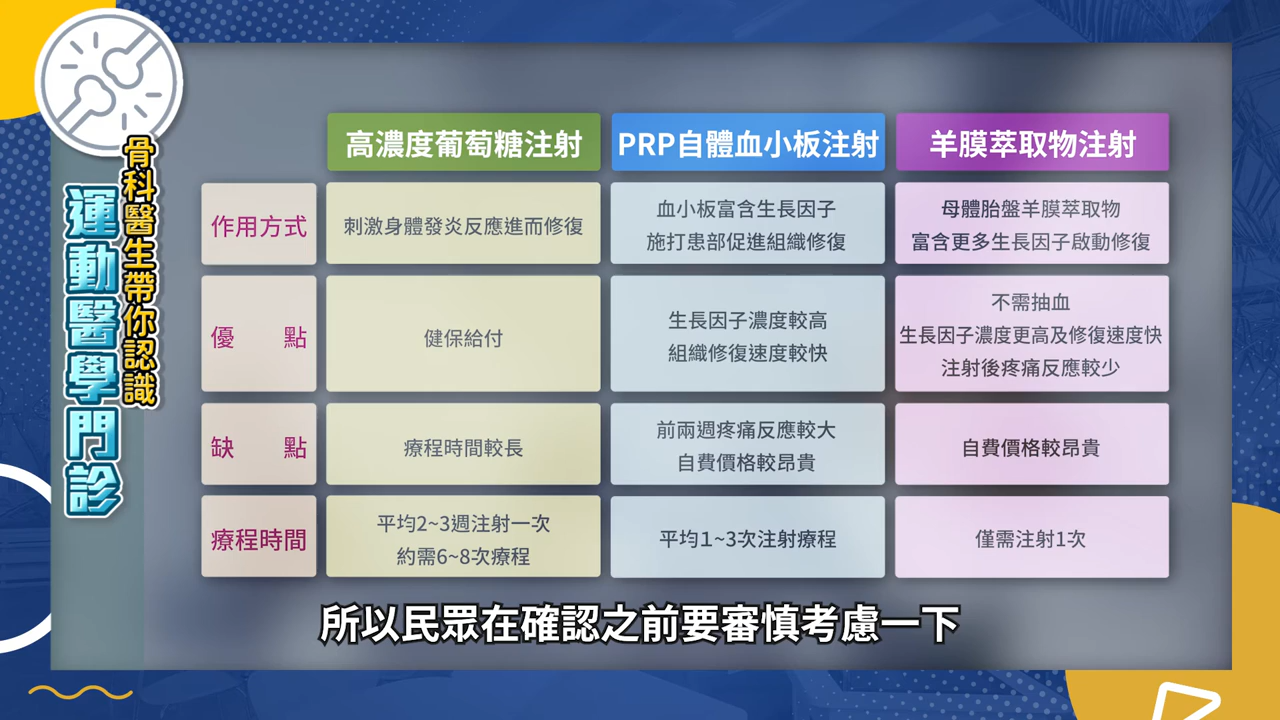 骨科醫生帶你認識
運動醫學門診
高濃度葡萄糖注射
PRP自體血小板注射
羊膜萃取物注射
作用方式
刺激身體發炎反應進而修復
血小板富含生長因子
施打患部促進組織修復
母體胎盤羊膜萃取物
富含更多生長因子啟動修復
優 點
健保給付
生長因子濃度較高
組織修復速度較快
不需抽血
生長因子濃度更高及修復速度快
注射後疼痛反應較少
缺 點
療程時間較長
前兩週疼痛反應較大
自費價格較昂貴
自費價格較昂貴
療程時間
平均2~3週注射一次
約需6~8次療程
平均1~3次注射療程
僅需注射1次
所以民眾在確認之前要審慎考慮一下